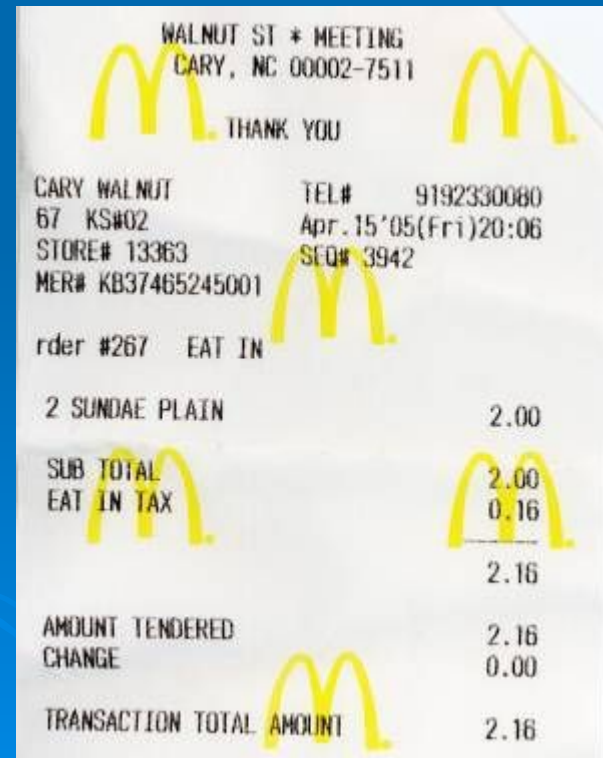 WALNUT ST * MEETING
CARY, NC 00002-7511
THANK YOU
CARY WALNUT TEL# 9192330080
67 KS#02 Apr.15'05(Fri)20:06
STORE# 13363 SEQ# 3942
MER# KB37465245001
rder #267 EAT IN
2 SUNDAE PLAIN 2.00
SUB TOTAL 2.00
EAT IN TAX 0.16
2.16
AMOUNT TENDERED 2.16
CHANGE 0.00
TRANSACTION TOTAL AMOUNT 2.16